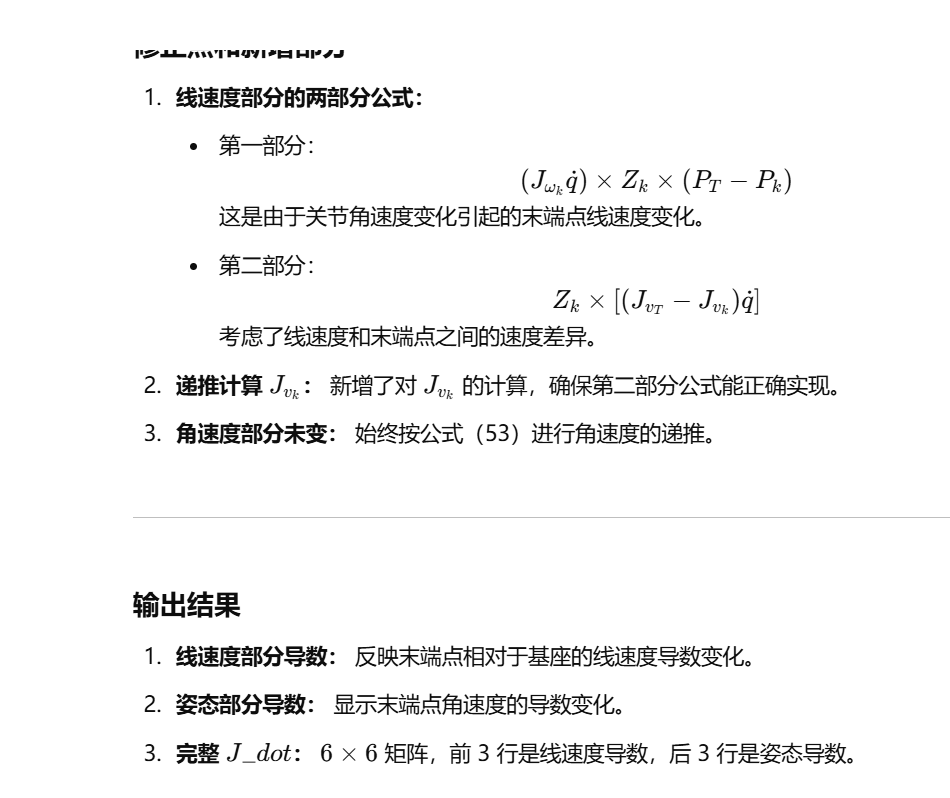 修正点和新增部分
1. 线速度部分的两部分公式：
• 第一部分：
(J_{ω_k} q̇) × Z_k × (P_T − P_k)
这是由于关节角速度变化引起的末端点线速度变化。
• 第二部分：
Z_k × [(J_{v_T} − J_{v_k}) q̇]
考虑了线速度和末端点之间的速度差异。
2. 递推计算 J_{v_k}： 新增了对 J_{v_k} 的计算，确保第二部分公式能正确实现。
3. 角速度部分未变： 始终按公式（53）进行角速度的递推。
输出结果
1. 线速度部分导数： 反映末端点相对于基座的线速度导数变化。
2. 姿态部分导数： 显示末端点角速度的导数变化。
3. 完整 J_dot： 6 × 6 矩阵，前 3 行是线速度导数，后 3 行是姿态导数。